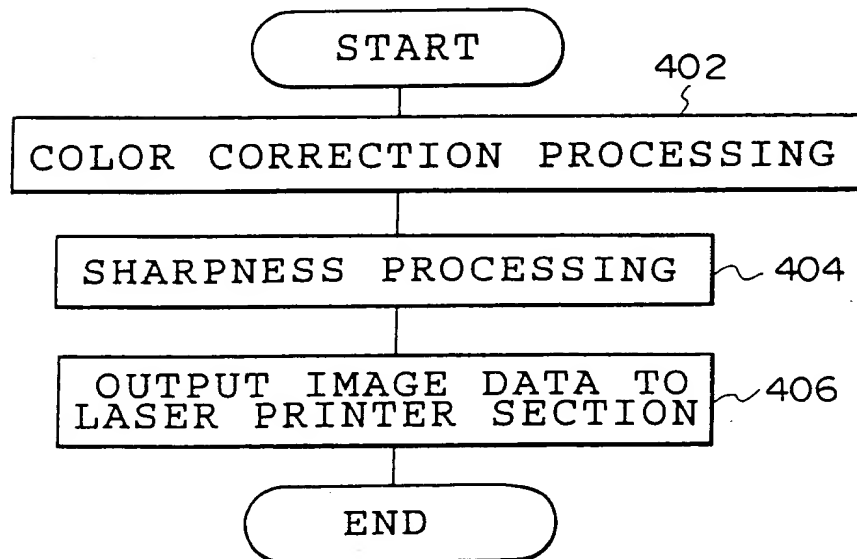 START
402
COLOR CORRECTION PROCESSING
SHARPNESS PROCESSING
404
OUTPUT IMAGE DATA TO
LASER PRINTER SECTION
406
END